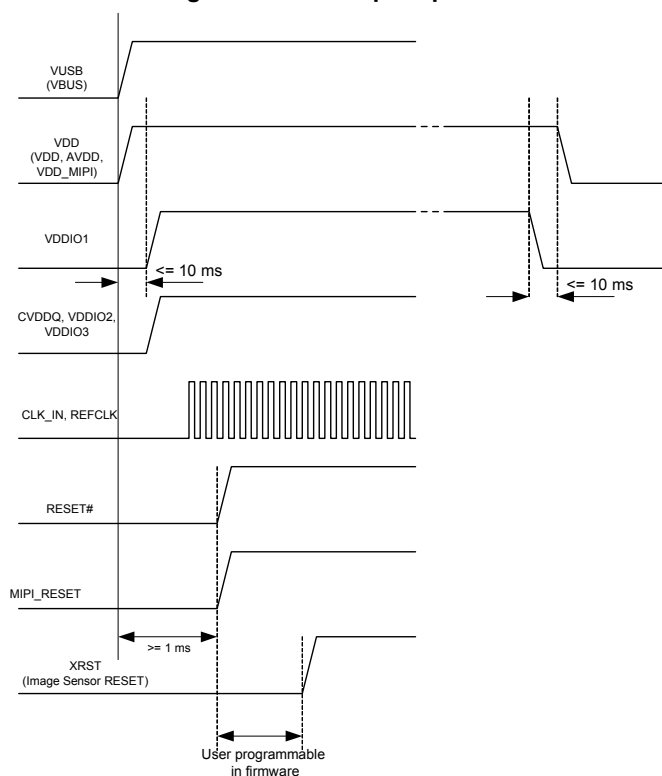 VUSB
(VBUS)
VDD
(VDD, AVDD,
VDD_MIPI)
VDDIO1
<= 10 ms
<= 10 ms
CVDDQ, VDDIO2,
VDDIO3
CLK_IN, REFCLK
RESET#
MIPI_RESET
>= 1 ms
XRST
(Image Sensor RESET)
User programmable
in firmware